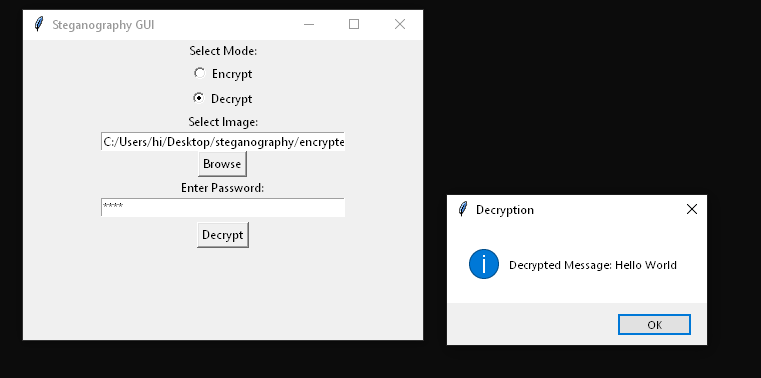 Steganography GUI
Select Mode:
Encrypt
Decrypt
Select Image:
C:/Users/hi/Desktop/steganography/encrypte
Browse
Enter Password:
****
Decrypt
Decryption
Decrypted Message: Hello World
OK